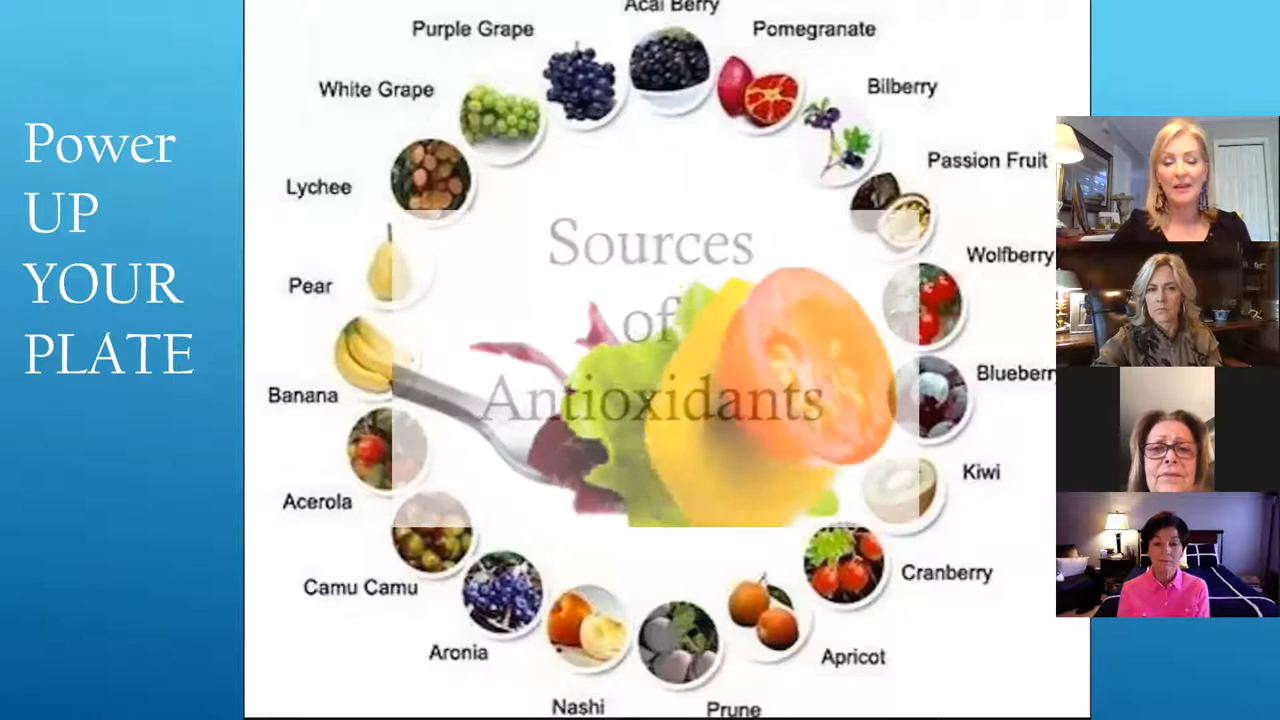 Power
UP
YOUR
PLATE
Acai Berry
Purple Grape
Pomegranate
White Grape
Bilberry
Passion Fruit
Lychee
Sources
of
Antioxidants
Wolfberry
Pear
Blueberry
Banana
Kiwi
Acerola
Cranberry
Camu Camu
Aronia
Apricot
Nashi
Prune